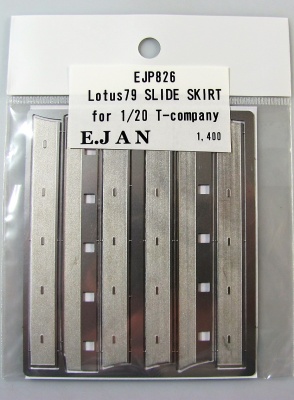 EJP826
Lotus79 SLIDE SKIRT
for 1/20 T-company
E.JAN 1,400